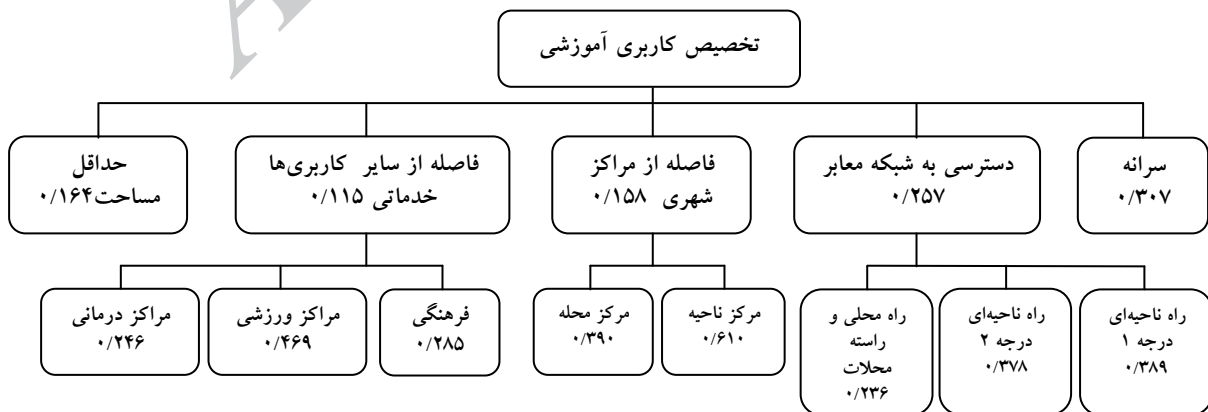 تخصیص کاربری آموزشی
سرانه
۰/۳۰۷
دسترسی به شبکه معابر
۰/۲۵۷
فاصله از مراکز
شهری ۰/۱۵۸
فاصله از سایر کاربری‌ها
خدماتی ۰/۱۱۵
حداقل
مساحت۰/۱۶۴
راه ناحیه‌ای
درجه ۱
۰/۳۸۹
راه ناحیه‌ای
درجه ۲
۰/۳۷۸
راه محلی و
راسته
محلات
۰/۲۳۶
مرکز ناحیه
۰/۶۱۰
مرکز محله
۰/۳۹۰
فرهنگی
۰/۲۸۵
مراکز ورزشی
۰/۴۶۹
مراکز درمانی
۰/۲۴۶